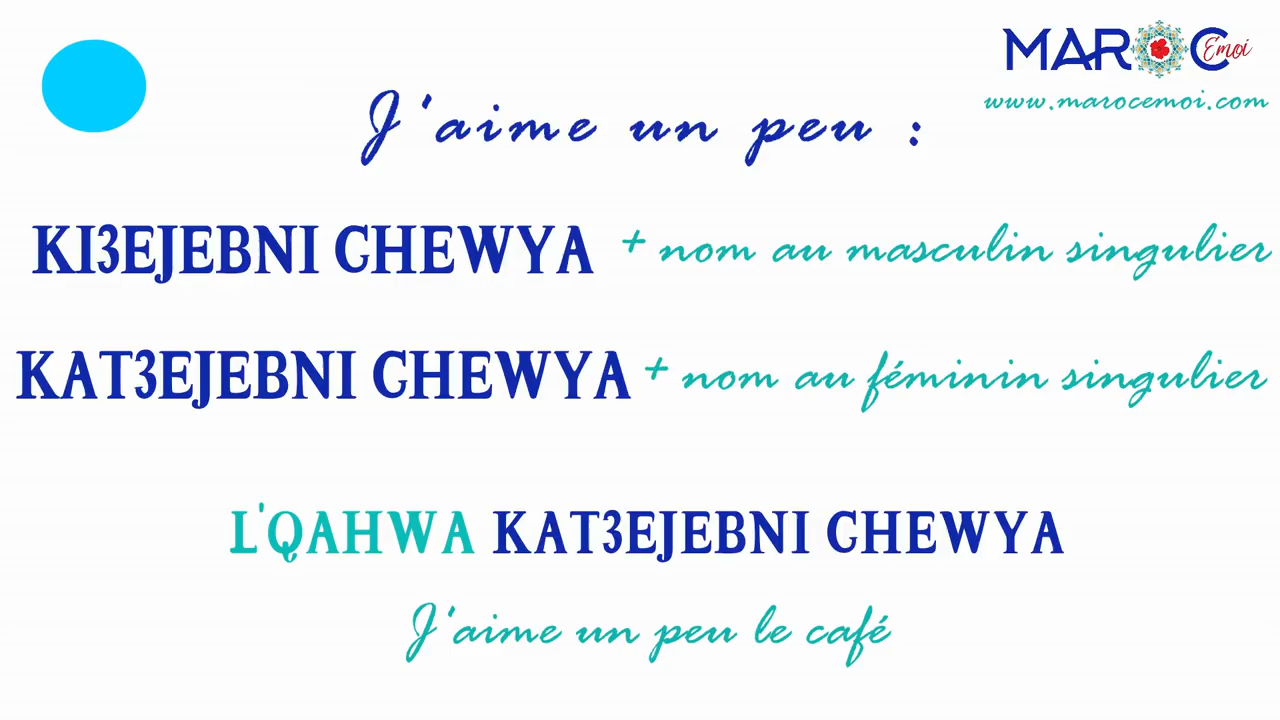 MAROC Émoi
www.marocemoi.com
J'aime un peu :
KI3EJEBNI CHEWYA + nom au masculin singulier
KAT3EJEBNI CHEWYA + nom au féminin singulier
L'QAHWA KAT3EJEBNI CHEWYA
J'aime un peu le café